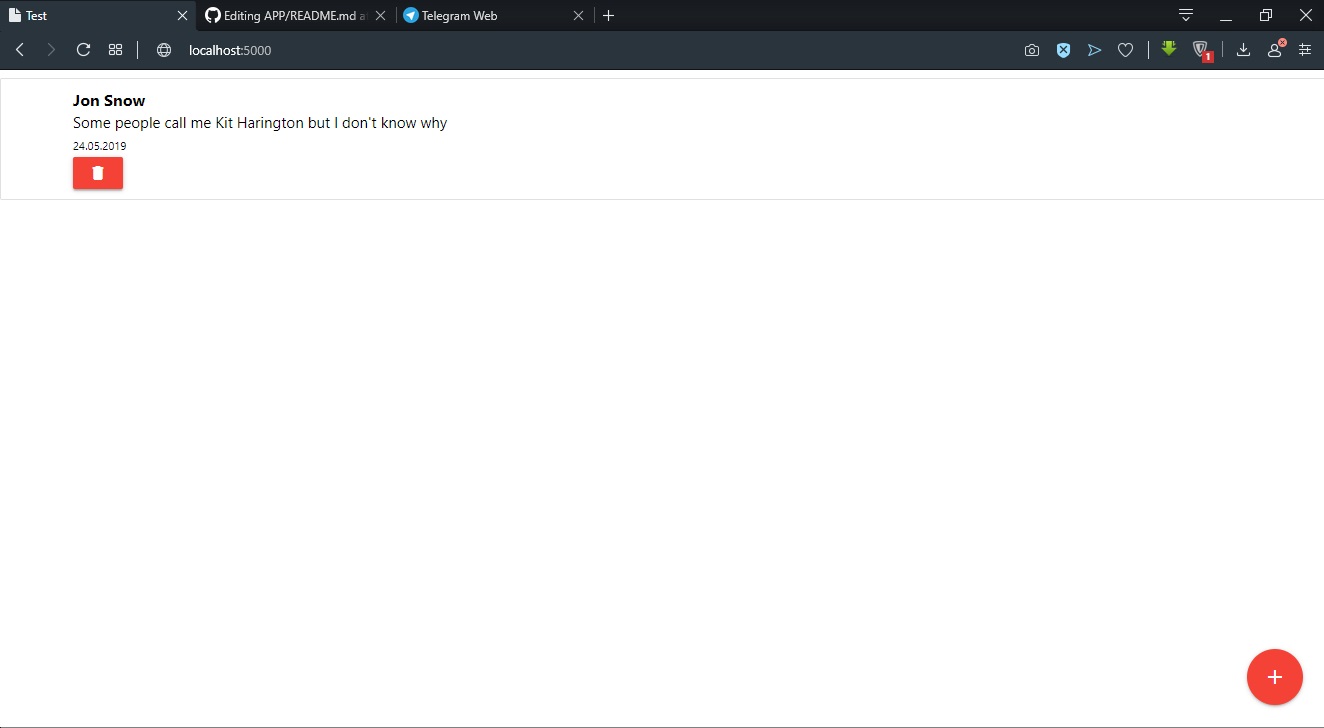 Test
Editing APP/README.md a
Telegram Web
localhost:5000
1
Jon Snow
Some people call me Kit Harington but I don't know why
24.05.2019